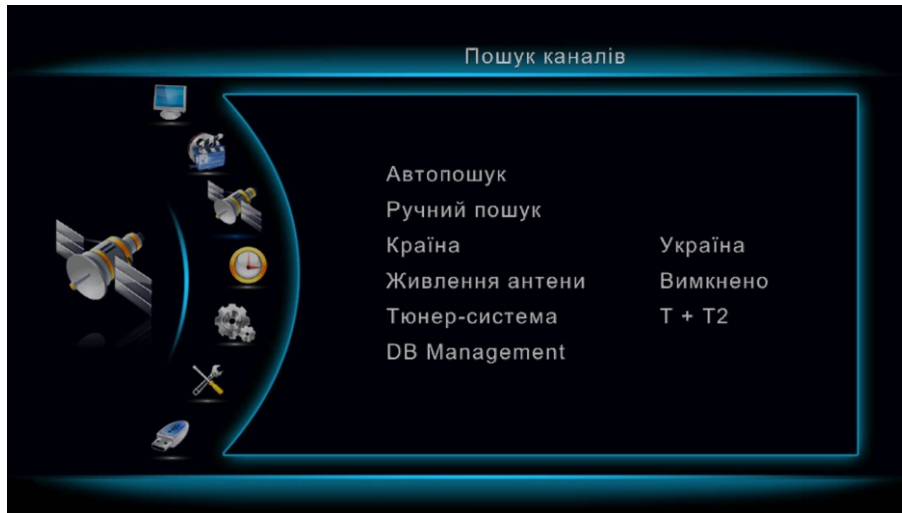 Пошук каналів
Автопошук
Ручний пошук
Країна Україна
Живлення антени Вимкнено
Тюнер-система T + T2
DB Management